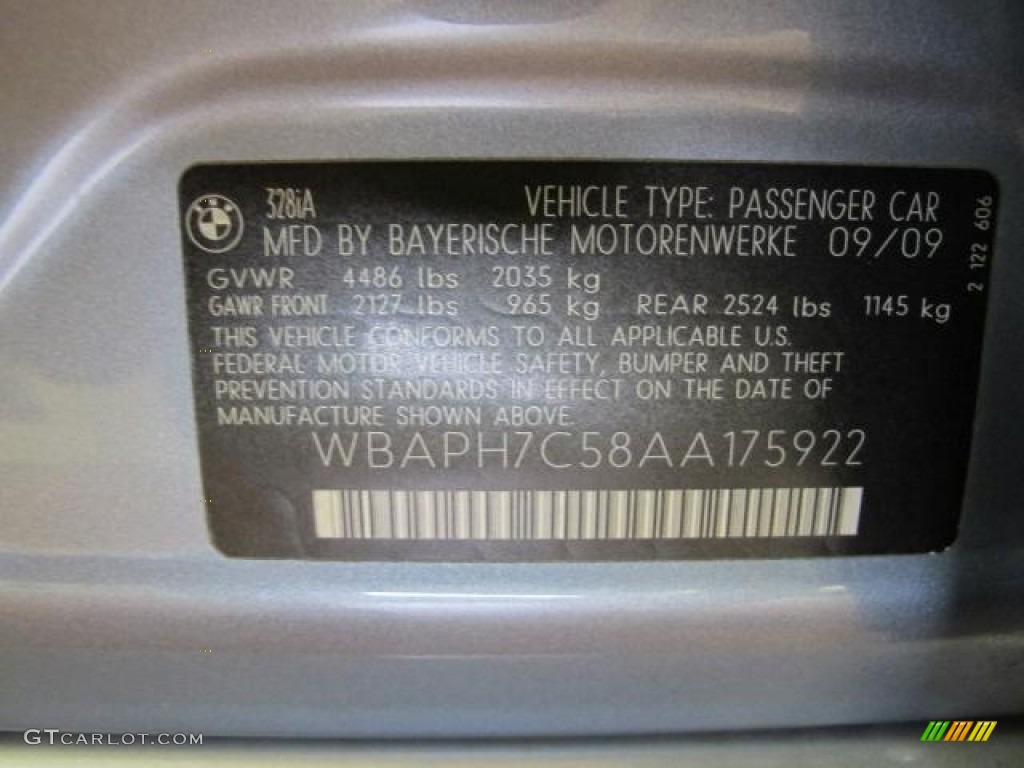 328iA VEHICLE TYPE: PASSENGER CAR
MFD BY BAYERISCHE MOTORENWERKE 09/09
GVWR 4486 lbs 2035 kg
GAWR FRONT 2127 lbs 965 kg REAR 2524 lbs 1145 kg
THIS VEHICLE CONFORMS TO ALL APPLICABLE U.S.
FEDERAL MOTOR VEHICLE SAFETY, BUMPER AND THEFT
PREVENTION STANDARDS IN EFFECT ON THE DATE OF
MANUFACTURE SHOWN ABOVE.
WBAPH7C58AA175922
2 122 606
GTCARLOT.COM